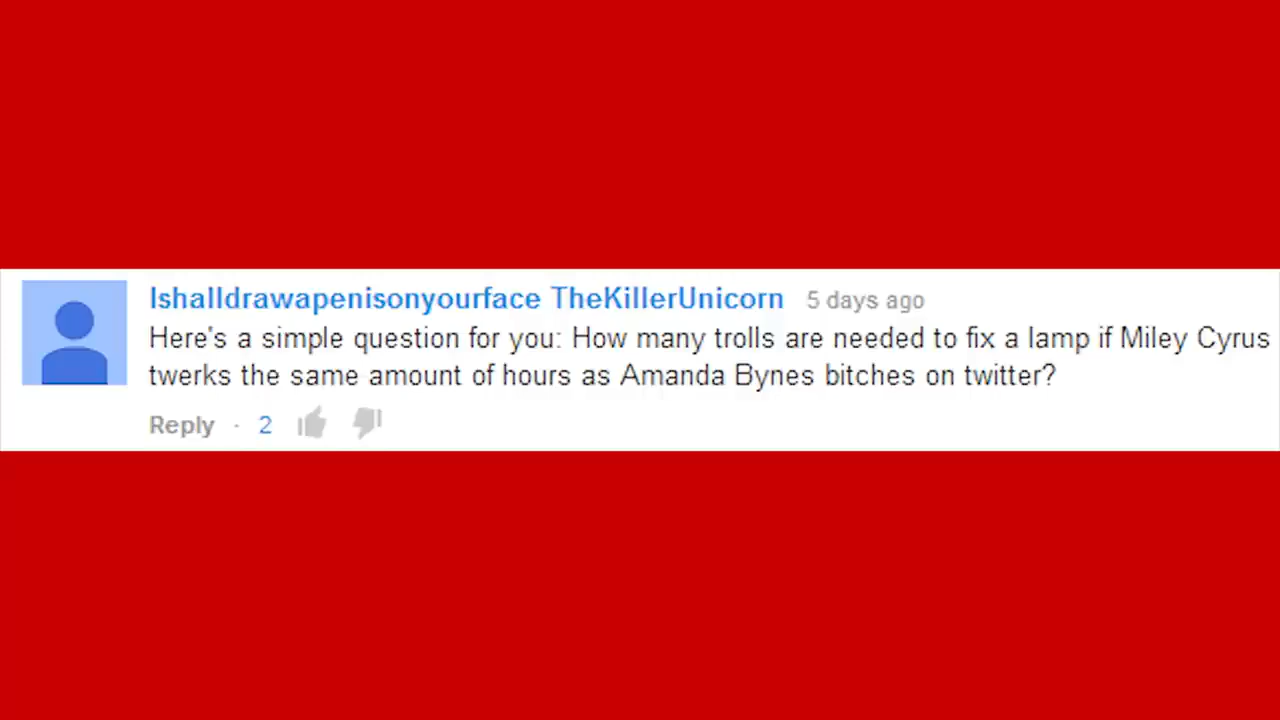 Ishalldrawapenisonyourface TheKillerUnicorn 5 days ago
Here's a simple question for you: How many trolls are needed to fix a lamp if Miley Cyrus
twerks the same amount of hours as Amanda Bynes bitches on twitter?
Reply · 2